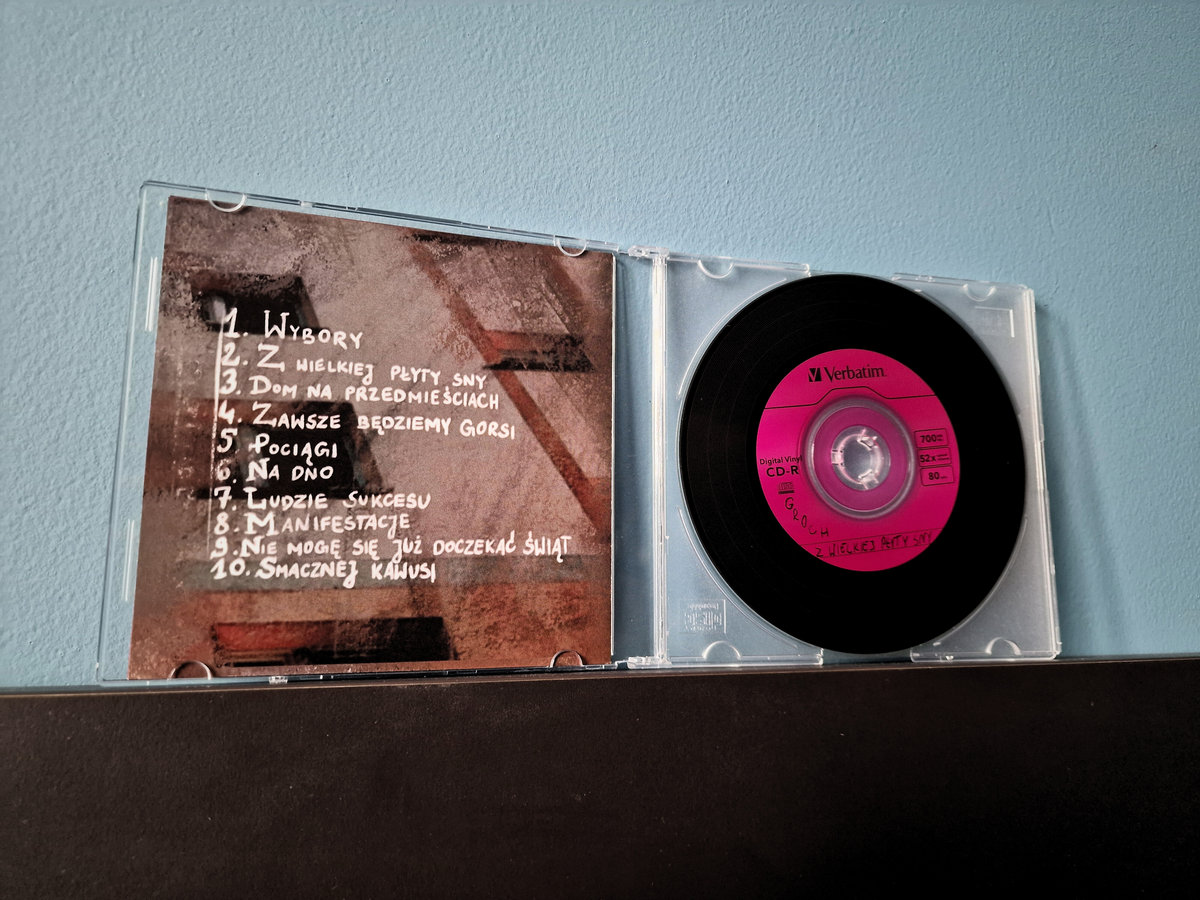 1. Wybory
2. Z wielkiej płyty sny
3. Dom na przedmieściach
4. Zawsze będziemy gorsi
5 Pociągi
6. Na dno
7. Ludzie sukcesu
8. Manifestacje
9. Nie mogę się już doczekać świąt
10. Smacznej kawusi
Verbatim
Digital Vinyl
CD-R
700
52x
80
GROCH
Z WIELKIEJ PŁYTY SNY